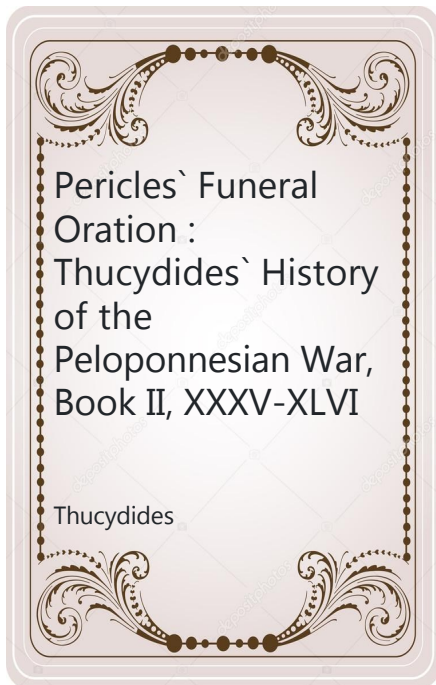 Pericles` Funeral
Oration :
Thucydides` History
of the
Peloponnesian War,
Book II, XXXV-XLVI
Thucydides